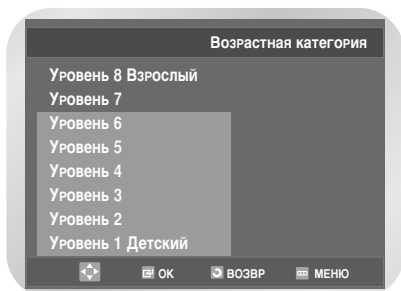 Возрастная категория
Уровень 8 Взрослый
Уровень 7
Уровень 6
Уровень 5
Уровень 4
Уровень 3
Уровень 2
Уровень 1 Детский
ОК ВОЗВР МЕНЮ